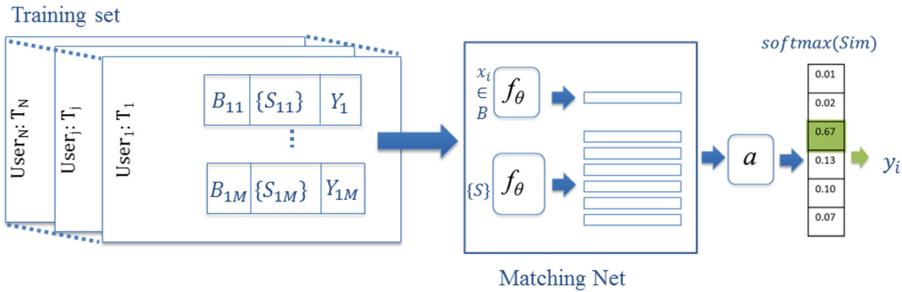 Training set
User_N: T_N
User_j: T_j
User_1: T_1
B_11 {S_11} Y_1
B_1M {S_1M} Y_1M
x_i
∈
B
f_θ
{S} f_θ
Matching Net
a
softmax(Sim)
0.01
0.02
0.67
0.13
0.10
0.07
y_i